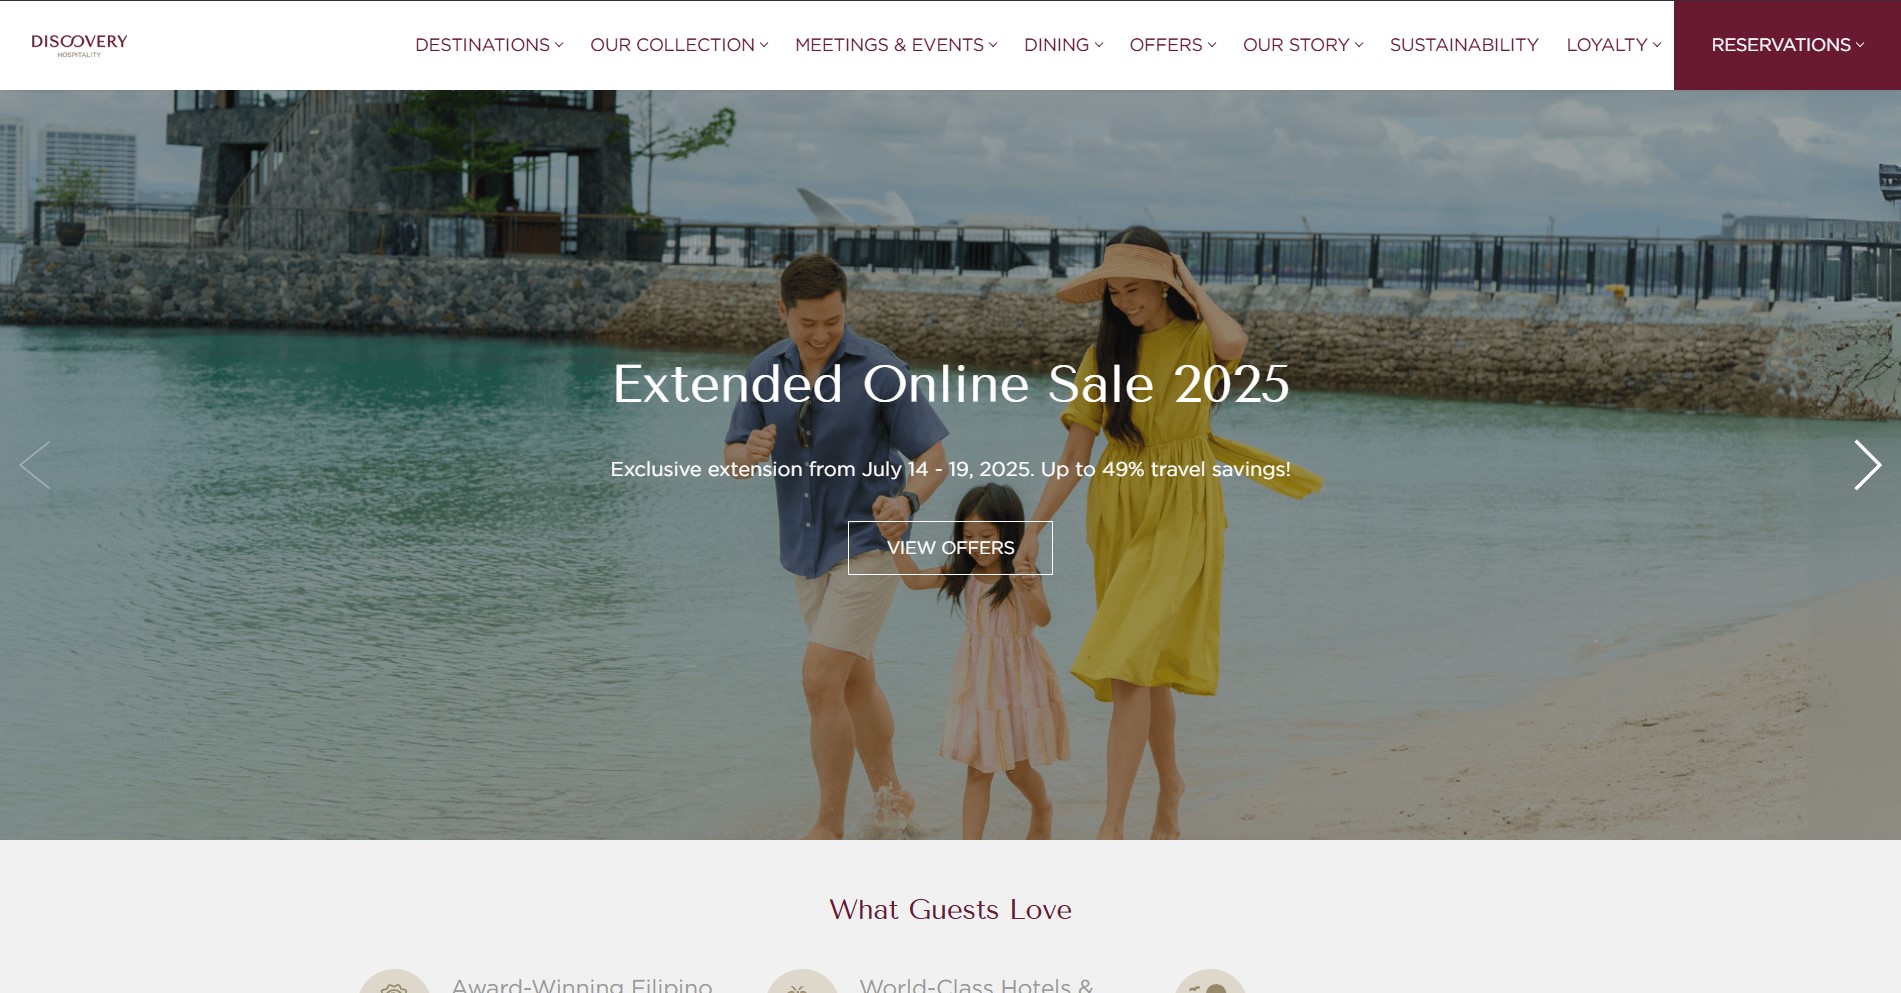 DISCOVERY
HOSPITALITY
DESTINATIONS
OUR COLLECTION
MEETINGS & EVENTS
DINING
OFFERS
OUR STORY
SUSTAINABILITY
LOYALTY
RESERVATIONS
Extended Online Sale 2025
Exclusive extension from July 14 - 19, 2025. Up to 49% travel savings!
VIEW OFFERS
What Guests Love
Award-Winning Filipino
World-Class Hotels &